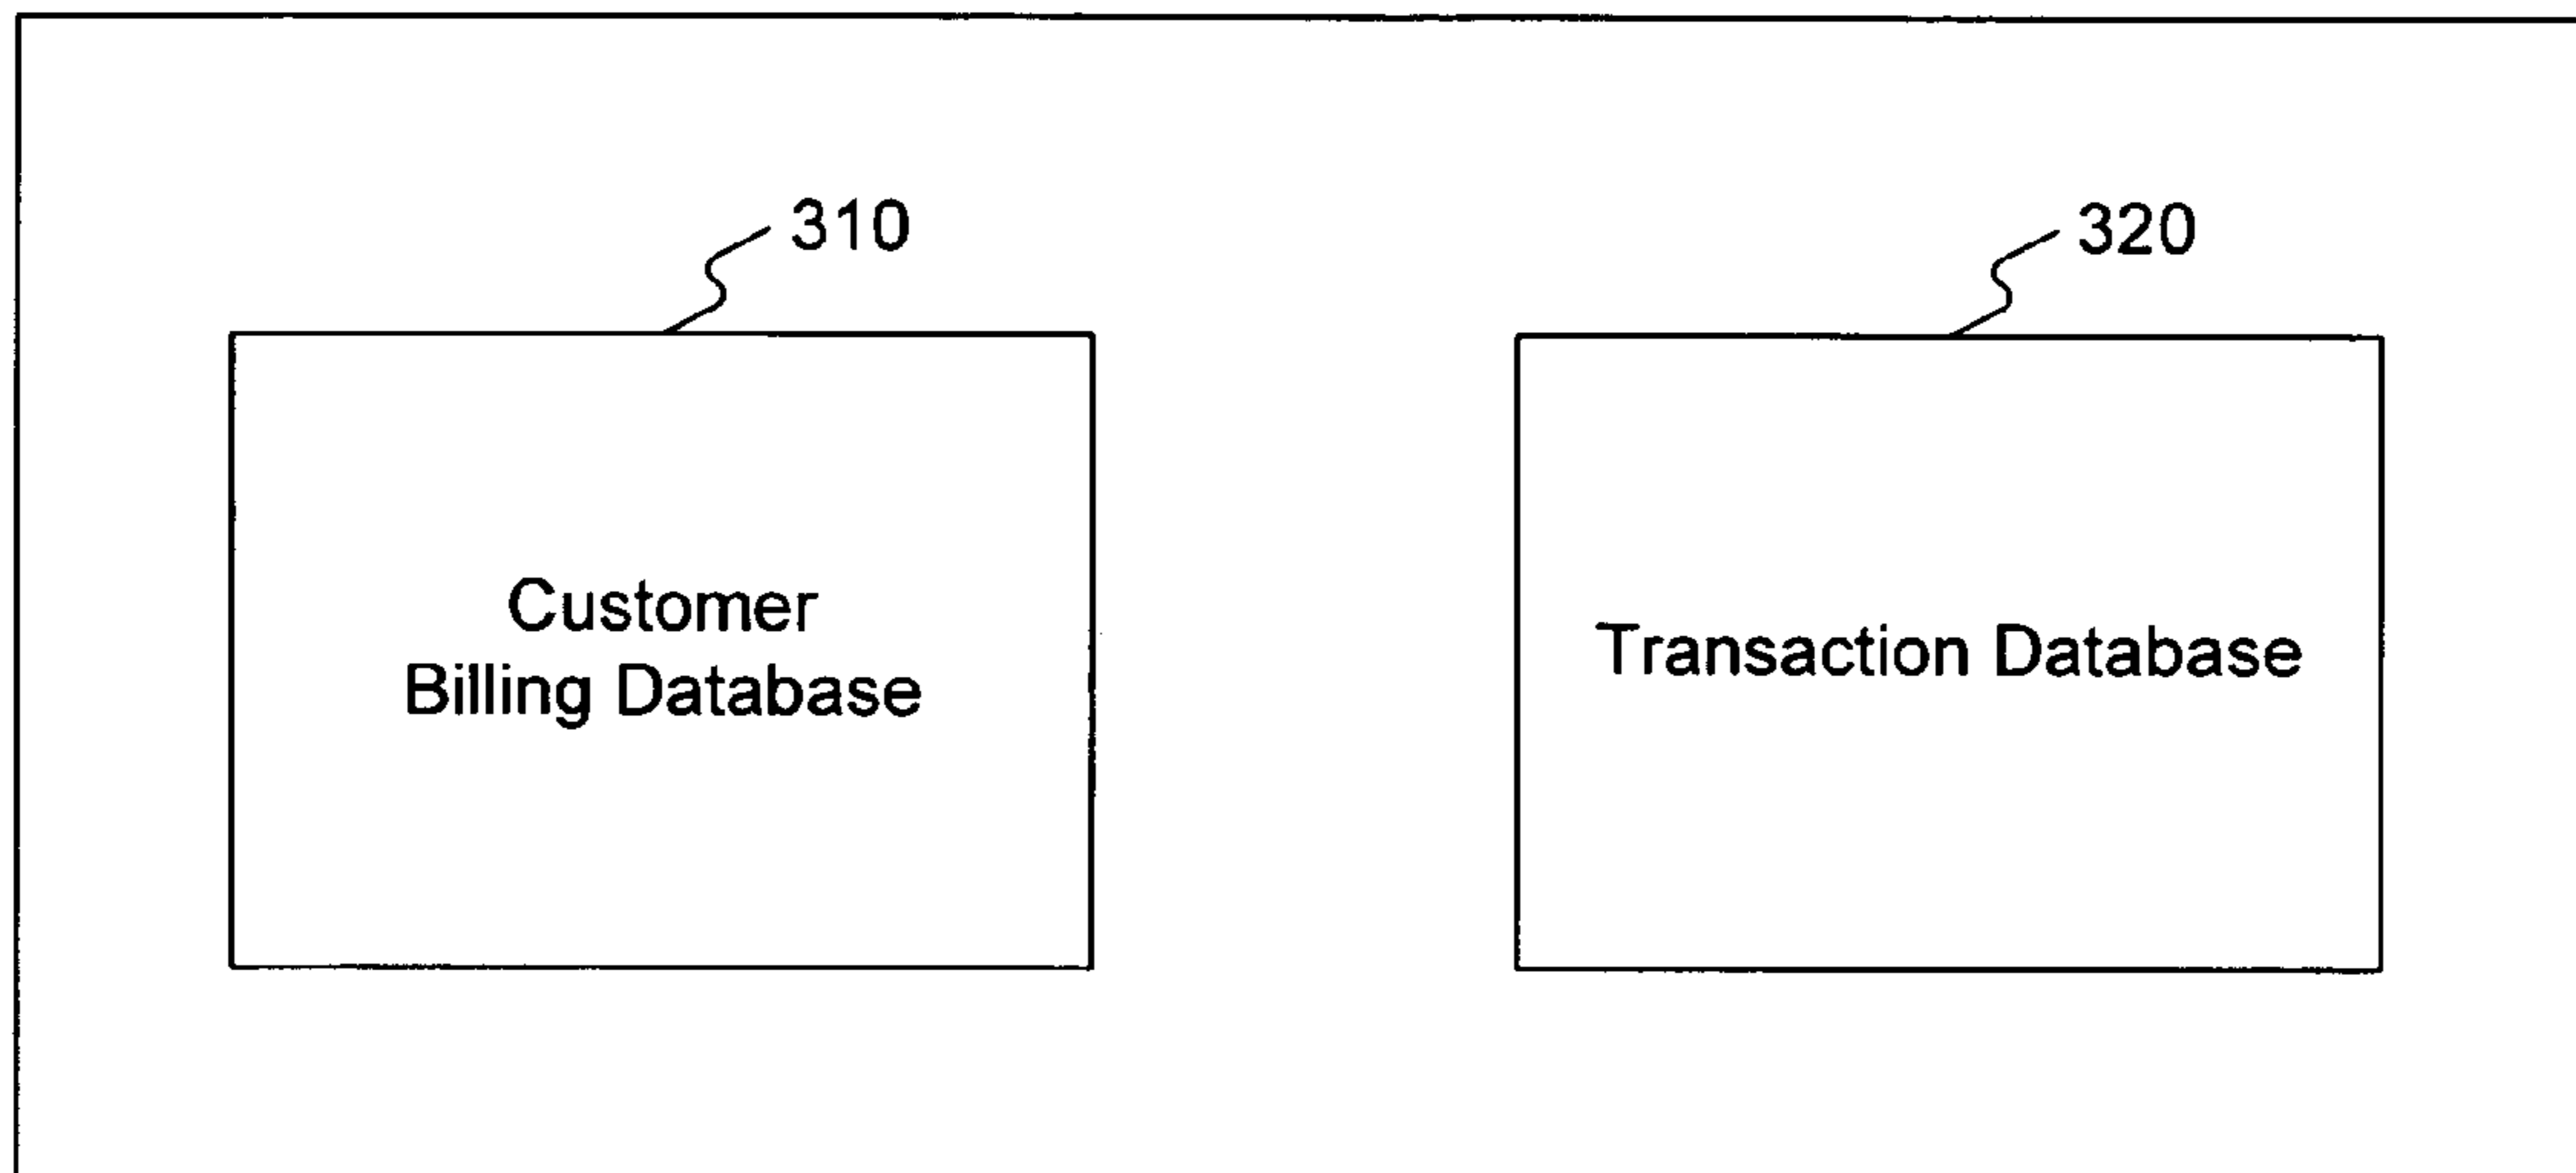 310
320
Customer
Billing Database
Transaction Database